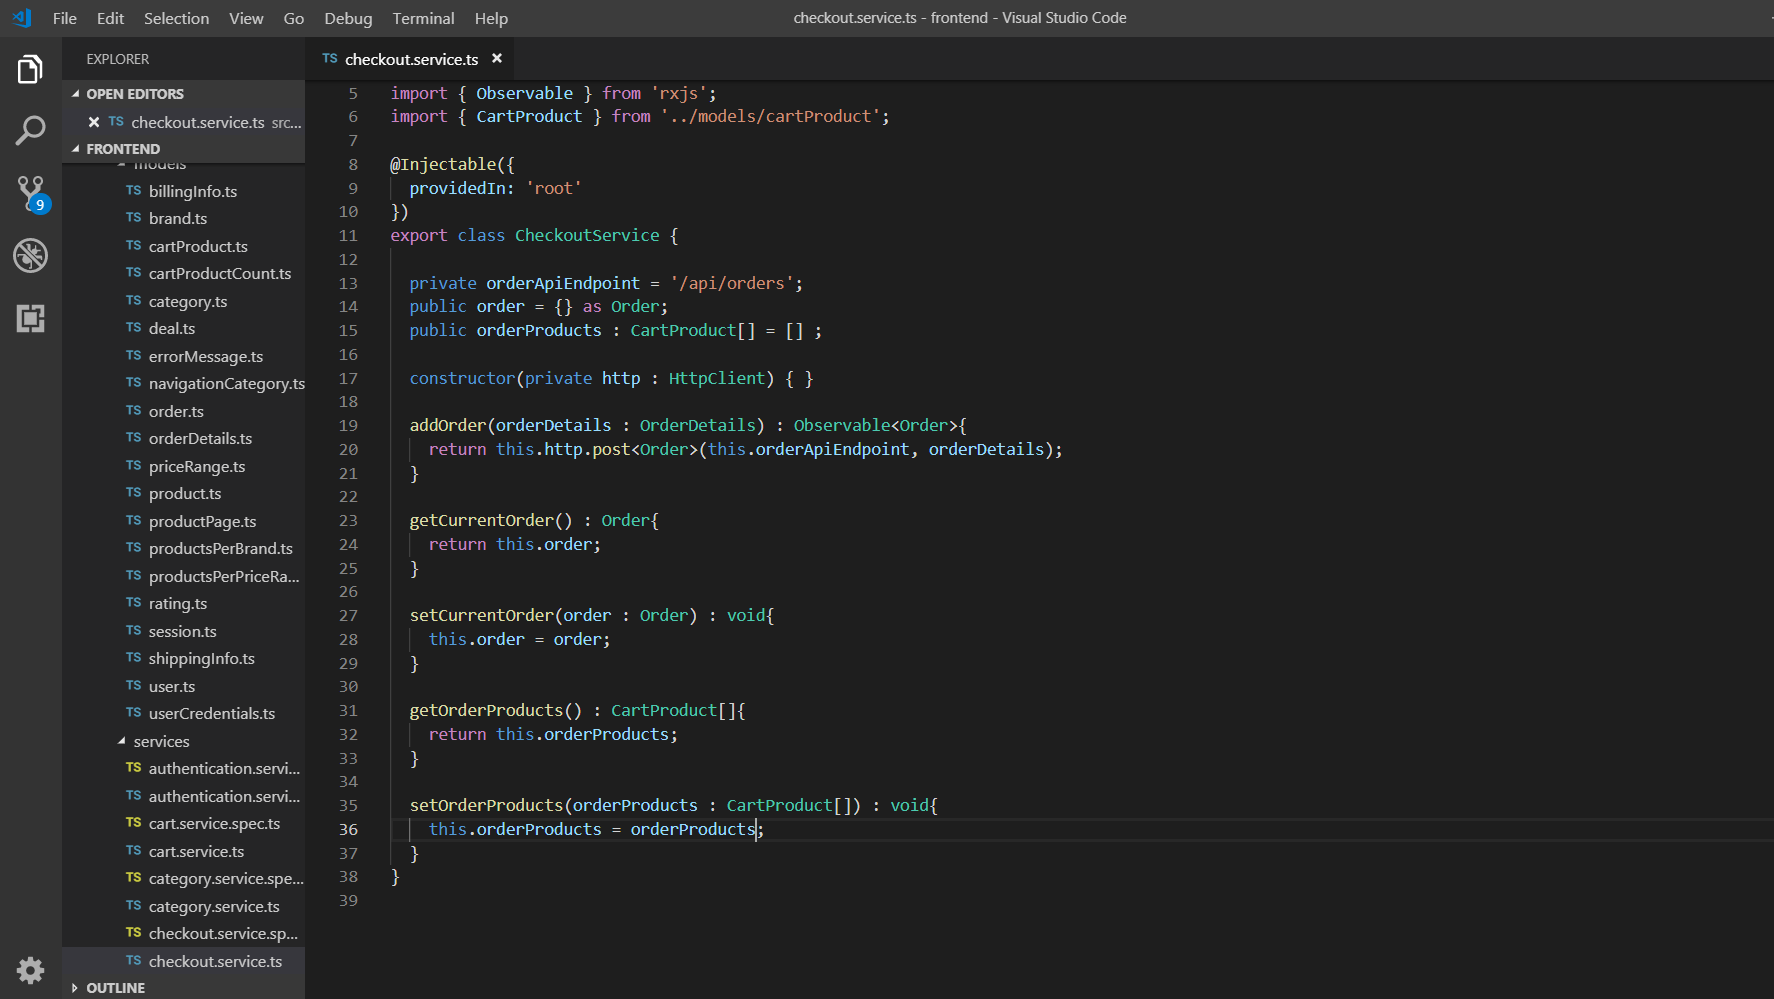 File Edit Selection View Go Debug Terminal Help
checkout.service.ts - frontend - Visual Studio Code
EXPLORER
OPEN EDITORS
TS checkout.service.ts src...
FRONTEND
models
TS billingInfo.ts
TS brand.ts
TS cartProduct.ts
TS cartProductCount.ts
TS category.ts
TS deal.ts
TS errorMessage.ts
TS navigationCategory.ts
TS order.ts
TS orderDetails.ts
TS priceRange.ts
TS product.ts
TS productPage.ts
TS productsPerBrand.ts
TS productsPerPriceRa...
TS rating.ts
TS session.ts
TS shippingInfo.ts
TS user.ts
TS userCredentials.ts
services
TS authentication.servi...
TS authentication.servi...
TS cart.service.spec.ts
TS cart.service.ts
TS category.service.spe...
TS category.service.ts
TS checkout.service.sp...
TS checkout.service.ts
OUTLINE
9
TS checkout.service.ts
5 import { Observable } from 'rxjs';
6 import { CartProduct } from '../models/cartProduct';
7
8 @Injectable({
9 providedIn: 'root'
10 })
11 export class CheckoutService {
12
13 private orderApiEndpoint = '/api/orders';
14 public order = {} as Order;
15 public orderProducts : CartProduct[] = [] ;
16
17 constructor(private http : HttpClient) { }
18
19 addOrder(orderDetails : OrderDetails) : Observable<Order>{
20 return this.http.post<Order>(this.orderApiEndpoint, orderDetails);
21 }
22
23 getCurrentOrder() : Order{
24 return this.order;
25 }
26
27 setCurrentOrder(order : Order) : void{
28 this.order = order;
29 }
30
31 getOrderProducts() : CartProduct[]{
32 return this.orderProducts;
33 }
34
35 setOrderProducts(orderProducts : CartProduct[]) : void{
36 this.orderProducts = orderProducts;
37 }
38 }
39